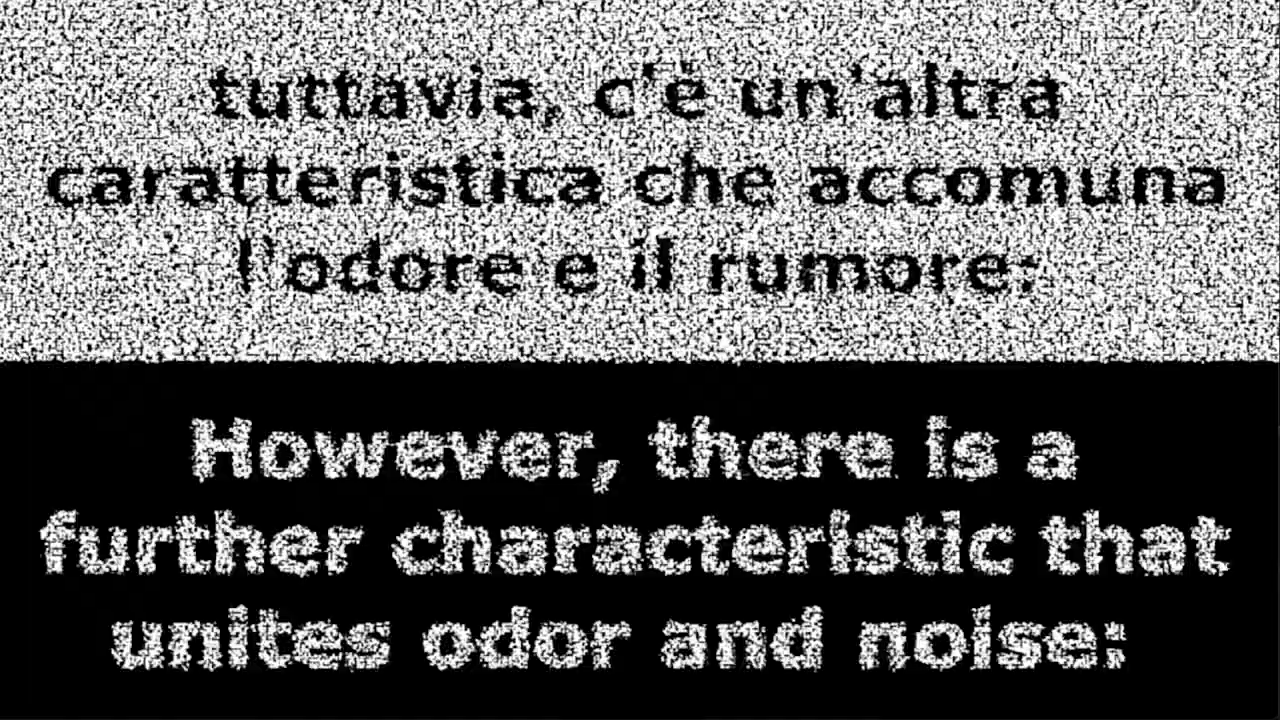 tuttavia, c'è un'altra
caratteristica che accomuna
l'odore e il rumore:
However, there is a
further characteristic that
unites odor and noise: